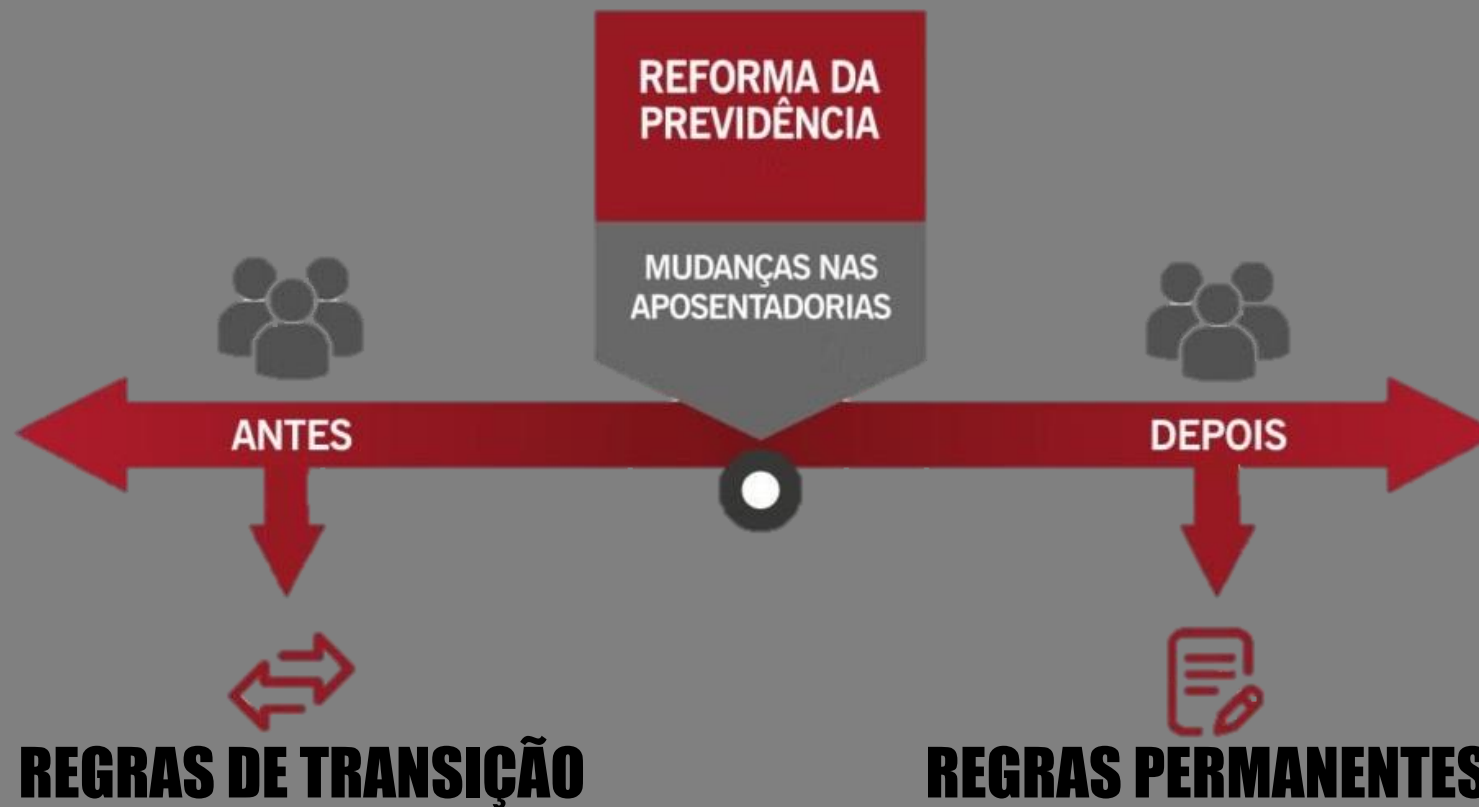 REFORMA DA
PREVIDÊNCIA
MUDANÇAS NAS
APOSENTADORIAS
ANTES
DEPOIS
REGRAS DE TRANSIÇÃO
REGRAS PERMANENTES